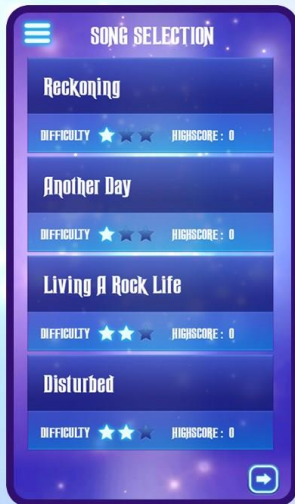 SONG SELECTION
Reckoning
DIFFICULTY HIGHSCORE : 0
Another Day
DIFFICULTY HIGHSCORE : 0
Living A Rock Life
DIFFICULTY HIGHSCORE : 0
Disturbed
DIFFICULTY HIGHSCORE : 0